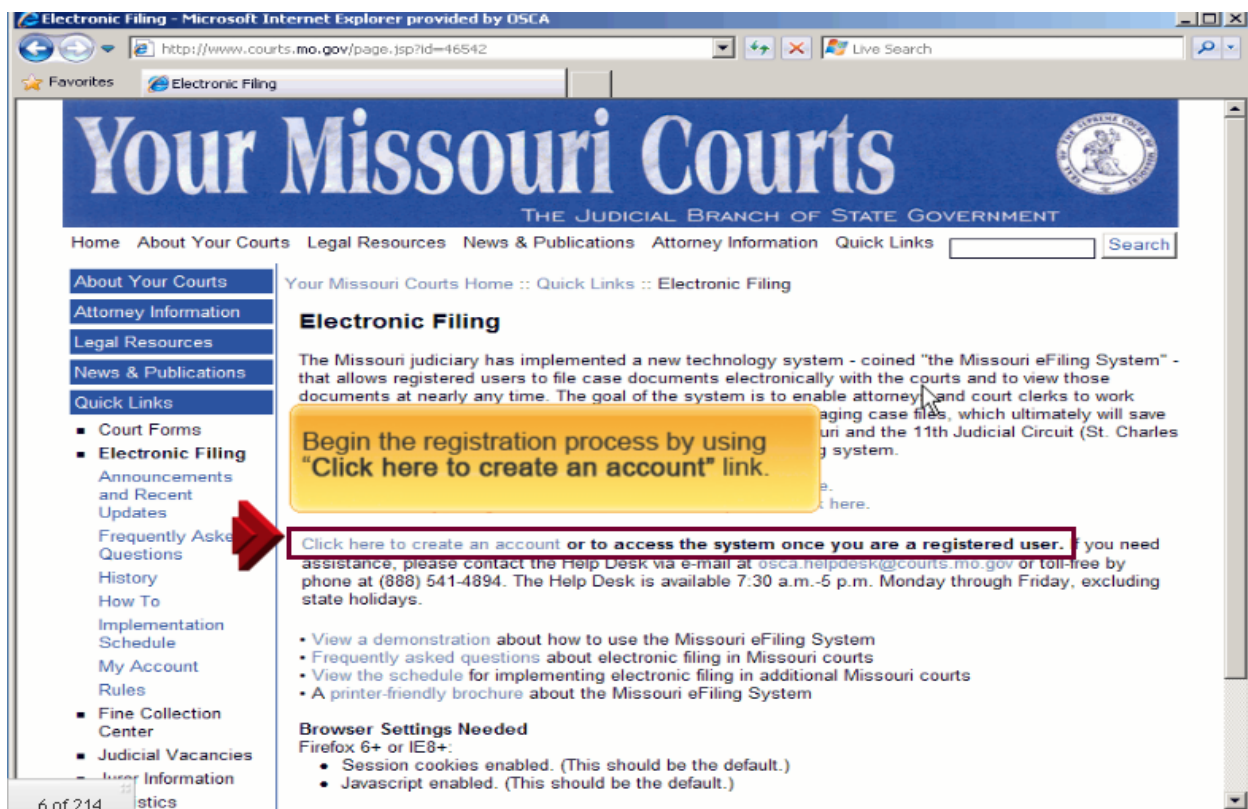 Electronic Filing - Microsoft Internet Explorer provided by OSCA
http://www.courts.mo.gov/page.jsp?id=46542
Live Search
Favorites
Electronic Filing
Your Missouri Courts
THE JUDICIAL BRANCH OF STATE GOVERNMENT
Home About Your Courts Legal Resources News & Publications Attorney Information Quick Links Search
About Your Courts
Attorney Information
Legal Resources
News & Publications
Quick Links
Court Forms
Electronic Filing
Announcements
and Recent
Updates
Frequently Aske
Questions
History
How To
Implementation
Schedule
My Account
Rules
Fine Collection
Center
Judicial Vacancies
Juror Information
stics
Your Missouri Courts Home :: Quick Links :: Electronic Filing
Electronic Filing
The Missouri judiciary has implemented a new technology system - coined "the Missouri eFiling System" -
that allows registered users to file case documents electronically with the courts and to view those
documents at nearly any time. The goal of the system is to enable attorneys and court clerks to work
aging case files, which ultimately will save
uri and the 11th Judicial Circuit (St. Charles
g system.
e.
here.
Begin the registration process by using
“Click here to create an account” link.
Click here to create an account or to access the system once you are a registered user. If you need
assistance, please contact the Help Desk via e-mail at osca.helpdesk@courts.mo.gov or toll-free by
phone at (888) 541-4894. The Help Desk is available 7:30 a.m.-5 p.m. Monday through Friday, excluding
state holidays.
• View a demonstration about how to use the Missouri eFiling System
• Frequently asked questions about electronic filing in Missouri courts
• View the schedule for implementing electronic filing in additional Missouri courts
• A printer-friendly brochure about the Missouri eFiling System
Browser Settings Needed
Firefox 6+ or IE8+:
• Session cookies enabled. (This should be the default.)
• Javascript enabled. (This should be the default.)
6 of 214